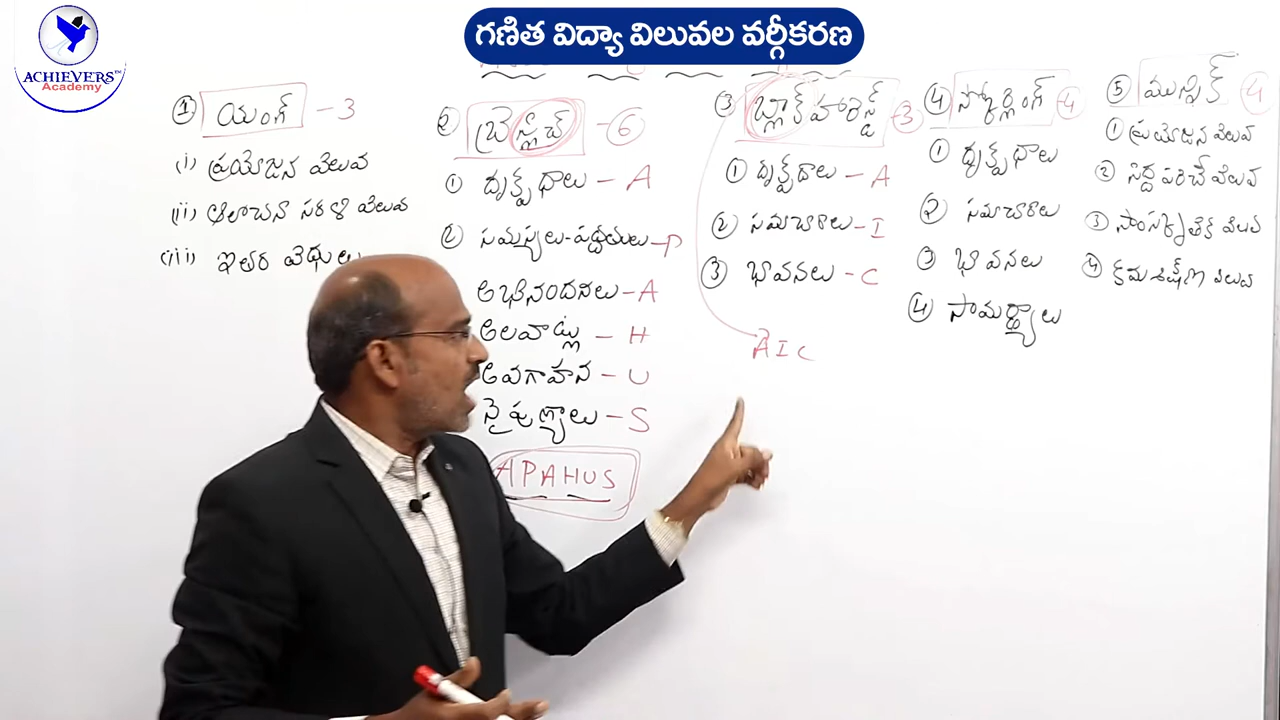 గణిత విద్యా విలువల వర్గీకరణ
ACHIEVERS™
Academy
① యంగ్ - 3
(i) ప్రయోజన విలువ
(ii) ఆలోచనా సరళి విలువ
(iii) ఇతర విధులు
② బ్రెస్లాచ్ - 6
① దృక్పథాలు - A
② సమస్యలు-పద్ధతులు - P
అభినందనలు - A
అలవాట్లు - H
అవగాహన - U
నైపుణ్యాలు - S
APAHUS
③ బ్లాక్ హరెస్ట్ - 3
① దృక్పథాలు - A
② సమాచారాలు - I
③ భావనలు - C
A I C
④ స్కోర్లింగ్ - 4
① దృక్పథాలు
② సమాచారాలు
③ భావనలు
④ సామర్థ్యాలు
⑤ మున్నిక్ 4
① ప్రయోజన విలువ
② సిద్ధపరిచే విలువ
③ సాంస్కృతిక విలువ
④ క్రమశిక్షణ విలువ